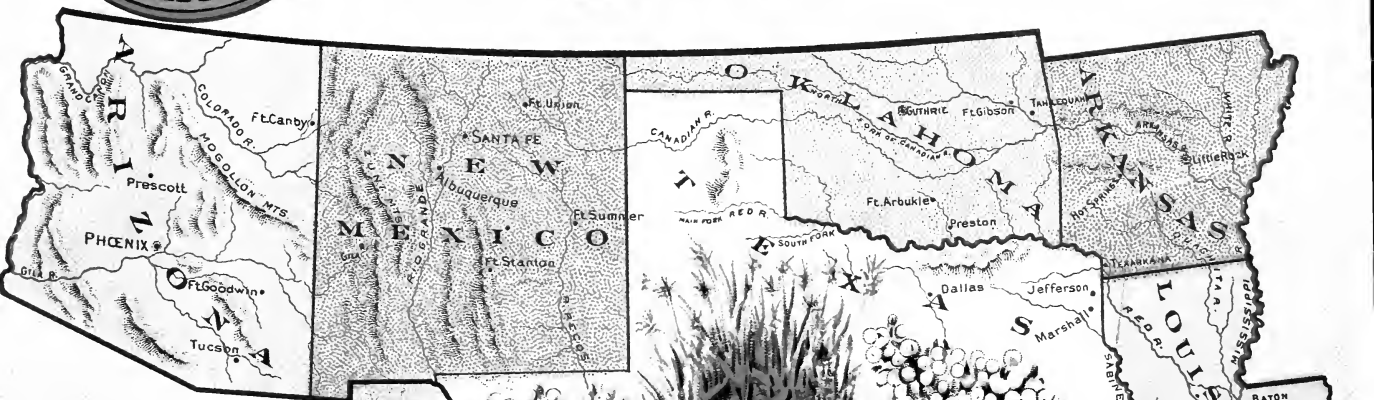 ARIZONA
GRAND C
COLORADO R.
Ft.Canby
MOGOLLON MTS.
Prescott
PHOENIX
GILA R.
Ft.Goodwin
Tucson
NEW
MEXICO
Ft.Union
SANTA FE
ZUNI MTS
Albuquerque
RIO GRANDE
Ft Sumner
GILA
Ft Stanton
R. PECOS
OKLAHOMA
NORTH
FORK OF CANADIAN R.
CANADIAN R.
GUTHRIE
Ft.Gibson
TAHLEQUAH
Ft.Arbukle
Preston
TEXAS
MAIN FORK RED R.
SOUTH FORK
Dallas
Jefferson
Marshall
SABINE
ARKANSAS
WHITE R.
ARKANSAS R.
Little Rock
HOT SPRINGS
OUACHITA R.
TEXARKANA
LOUIS
RED R.
MISSISSIPPI R
BATON